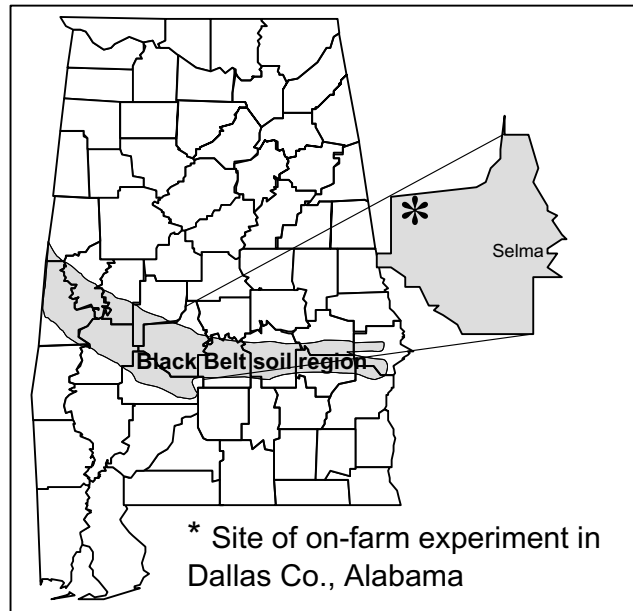 *
Selma
Black Belt soil region
* Site of on-farm experiment in
Dallas Co., Alabama